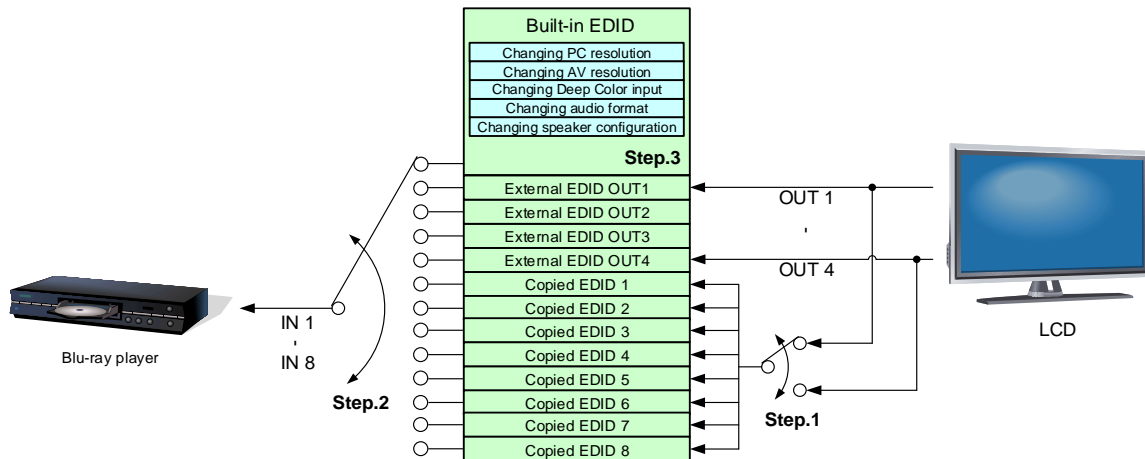 Built-in EDID
Changing PC resolution
Changing AV resolution
Changing Deep Color input
Changing audio format
Changing speaker configuration
Step.3
External EDID OUT1
External EDID OUT2
External EDID OUT3
External EDID OUT4
Copied EDID 1
Copied EDID 2
Copied EDID 3
Copied EDID 4
Copied EDID 5
Copied EDID 6
Copied EDID 7
Copied EDID 8
IN 1
-
IN 8
Blu-ray player
Step.2
OUT 1
-
OUT 4
LCD
Step.1